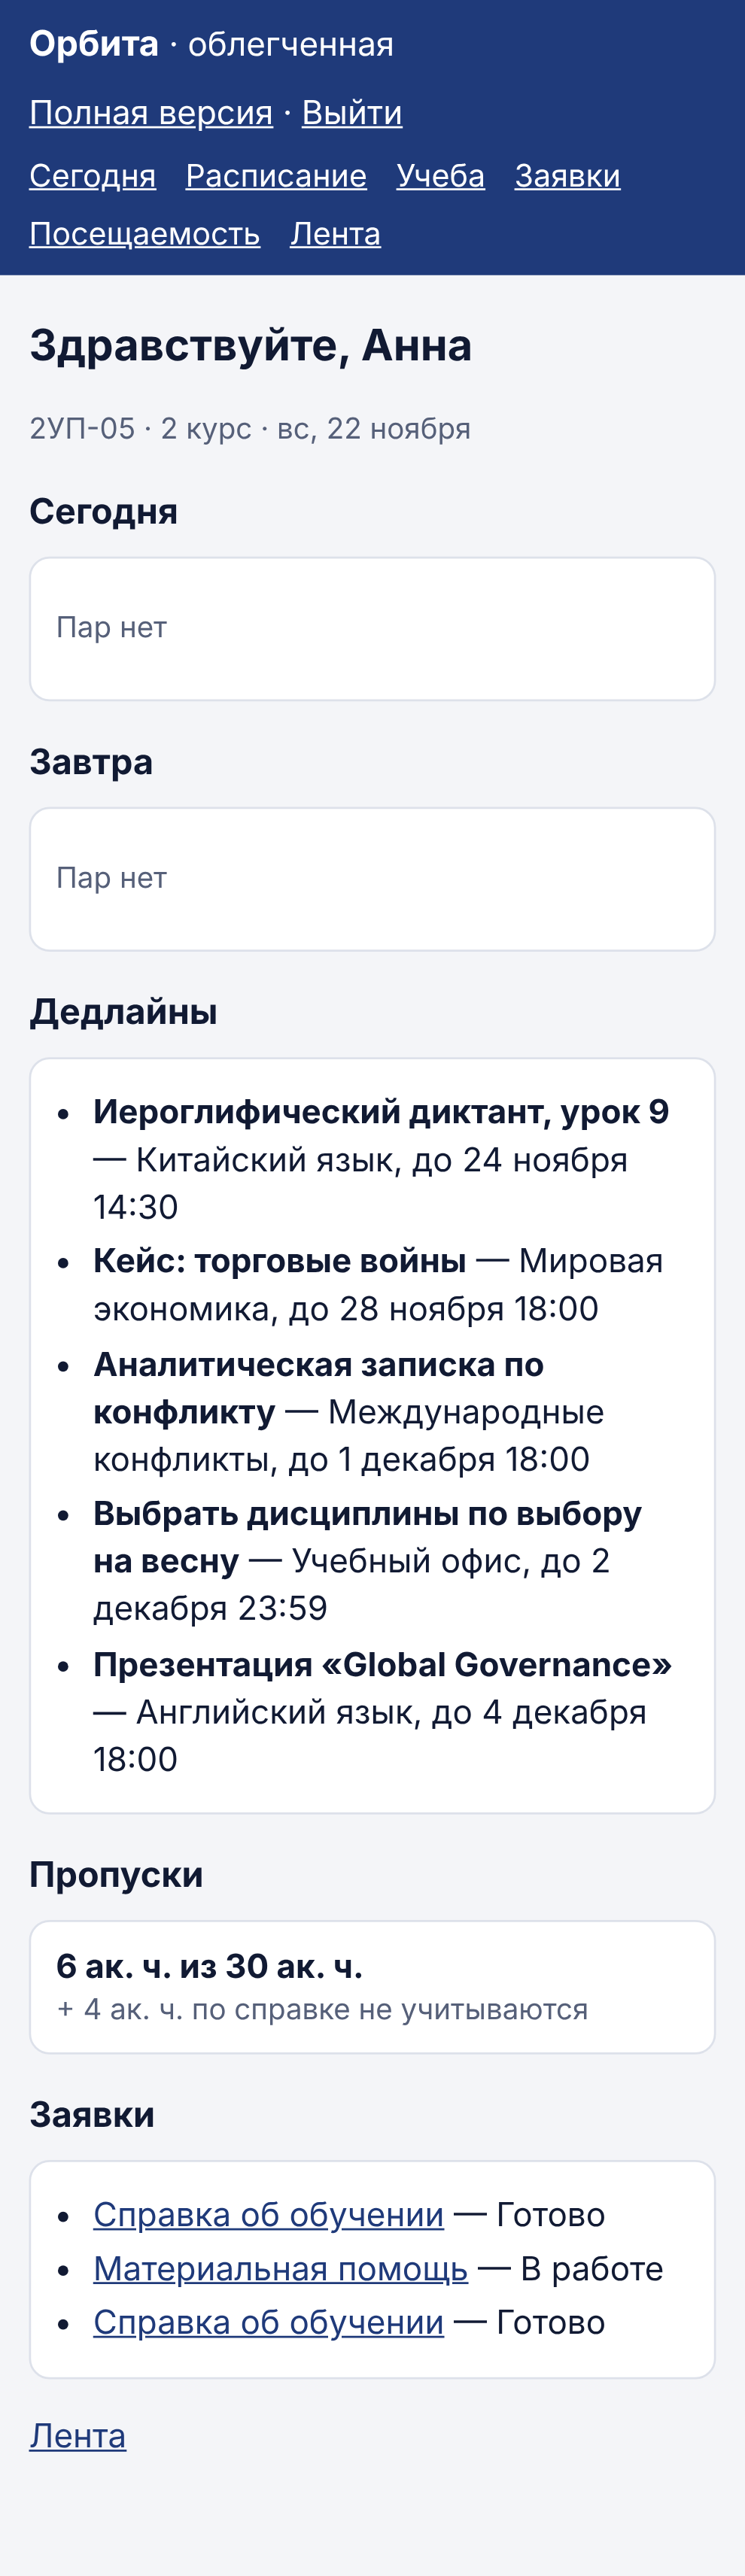 Орбита · облегченная
Полная версия · Выйти
Сегодня Расписание Учеба Заявки
Посещаемость Лента
Здравствуйте, Анна
2УП-05 · 2 курс · вс, 22 ноября
Сегодня
Пар нет
Завтра
Пар нет
Дедлайны
• Иероглифический диктант, урок 9
— Китайский язык, до 24 ноября
14:30
• Кейс: торговые войны — Мировая
экономика, до 28 ноября 18:00
• Аналитическая записка по
конфликту — Международные
конфликты, до 1 декабря 18:00
• Выбрать дисциплины по выбору
на весну — Учебный офис, до 2
декабря 23:59
• Презентация «Global Governance»
— Английский язык, до 4 декабря
18:00
Пропуски
6 ак. ч. из 30 ак. ч.
+ 4 ак. ч. по справке не учитываются
Заявки
• Справка об обучении — Готово
• Материальная помощь — В работе
• Справка об обучении — Готово
Лента